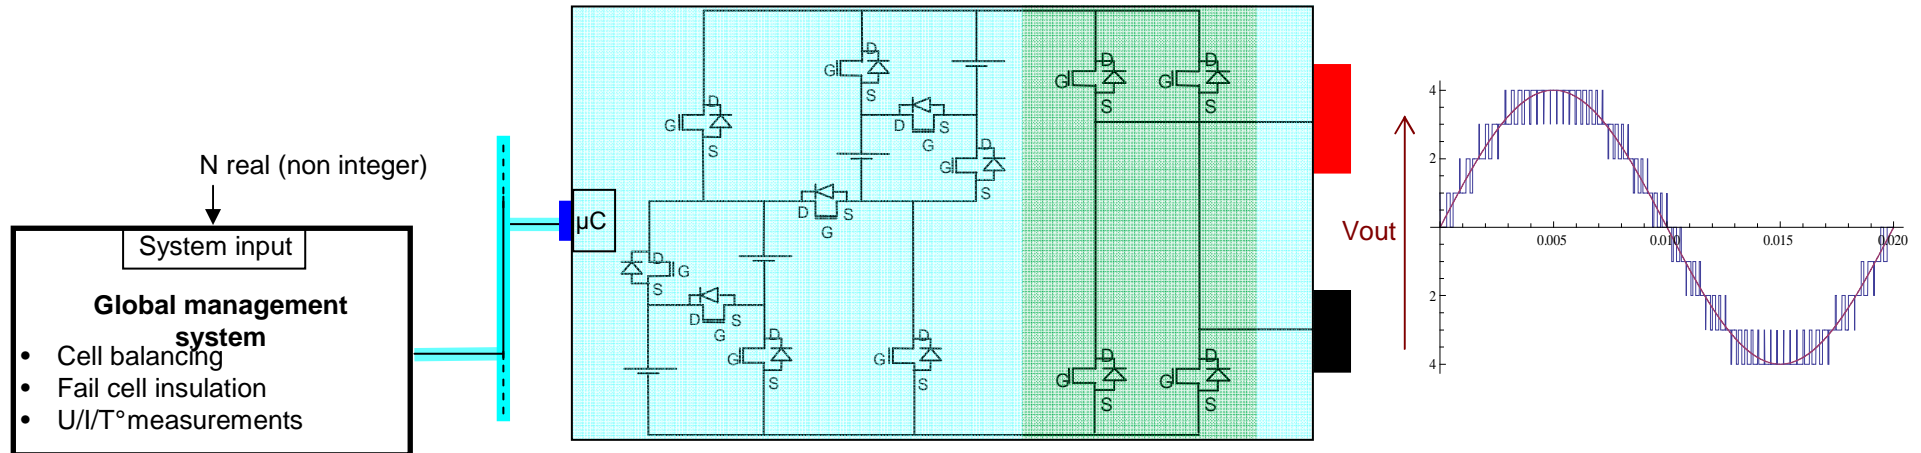 N real (non integer)
System input
Global management
system
• Cell balancing
• Fail cell insulation
• U/I/T°measurements
µC
D
G
S
D
G
S
D
S
G
D
G
S
D
S
G
D
G
S
D
S
G
D
G
S
D
G
S
D
G
S
D
G
S
D
G
S
D
G
S
Vout
4
2
2
4
0.005
0.010
0.015
0.020